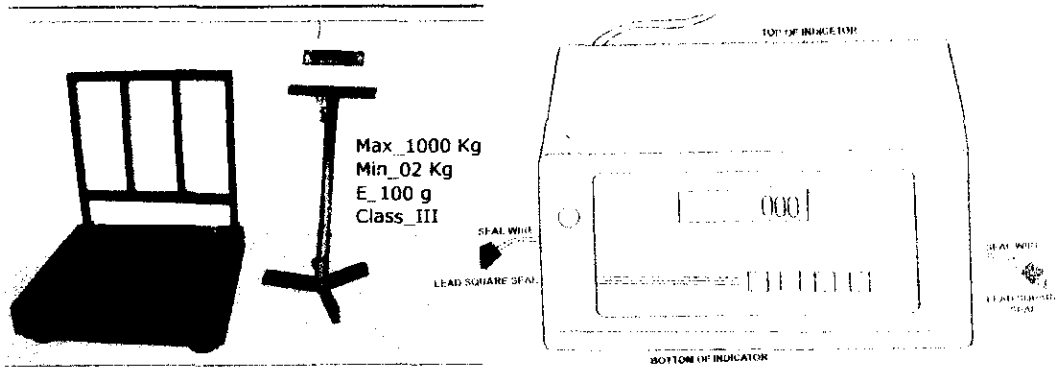 Max_1000 Kg
Min_02 Kg
E_100 g
Class_III
TOP OF INDICETOR
000
SEAL WIRE
LEAD SQUARE SEAL
SEAL WIRE
LEAD SQUARE
SEAL
BOTTOM OF INDICATOR